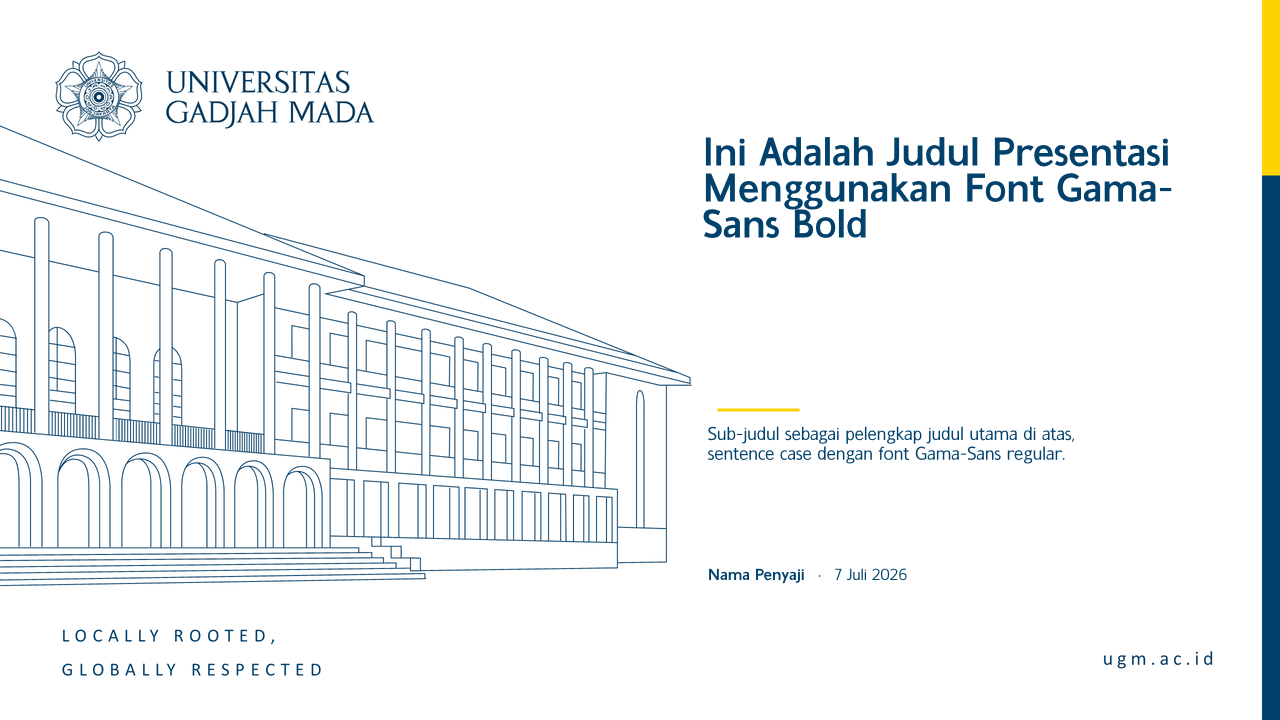 UNIVERSITAS
GADJAH MADA
Ini Adalah Judul Presentasi
Menggunakan Font Gama-
Sans Bold
Sub-judul sebagai pelengkap judul utama di atas,
sentence case dengan font Gama-Sans regular.
Nama Penyaji · 7 Juli 2026
LOCALLY ROOTED,
GLOBALLY RESPECTED
ugm.ac.id